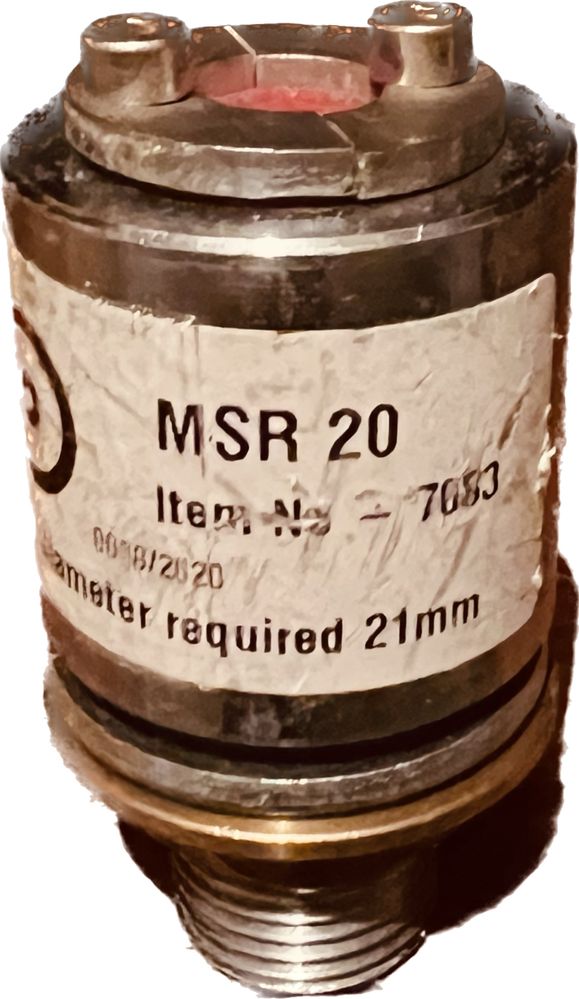 MSR 20
Item No - 7083
0018/2020
ameter required 21mm